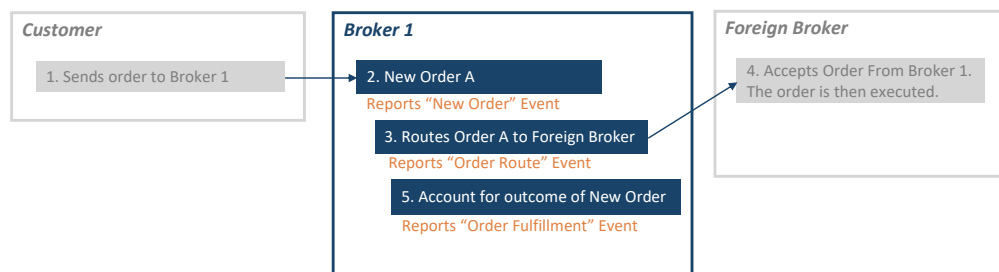 Customer
1. Sends order to Broker 1
Broker 1
2. New Order A
Reports “New Order” Event
3. Routes Order A to Foreign Broker
Reports “Order Route” Event
5. Account for outcome of New Order
Reports “Order Fulfillment” Event
Foreign Broker
4. Accepts Order From Broker 1.
The order is then executed.